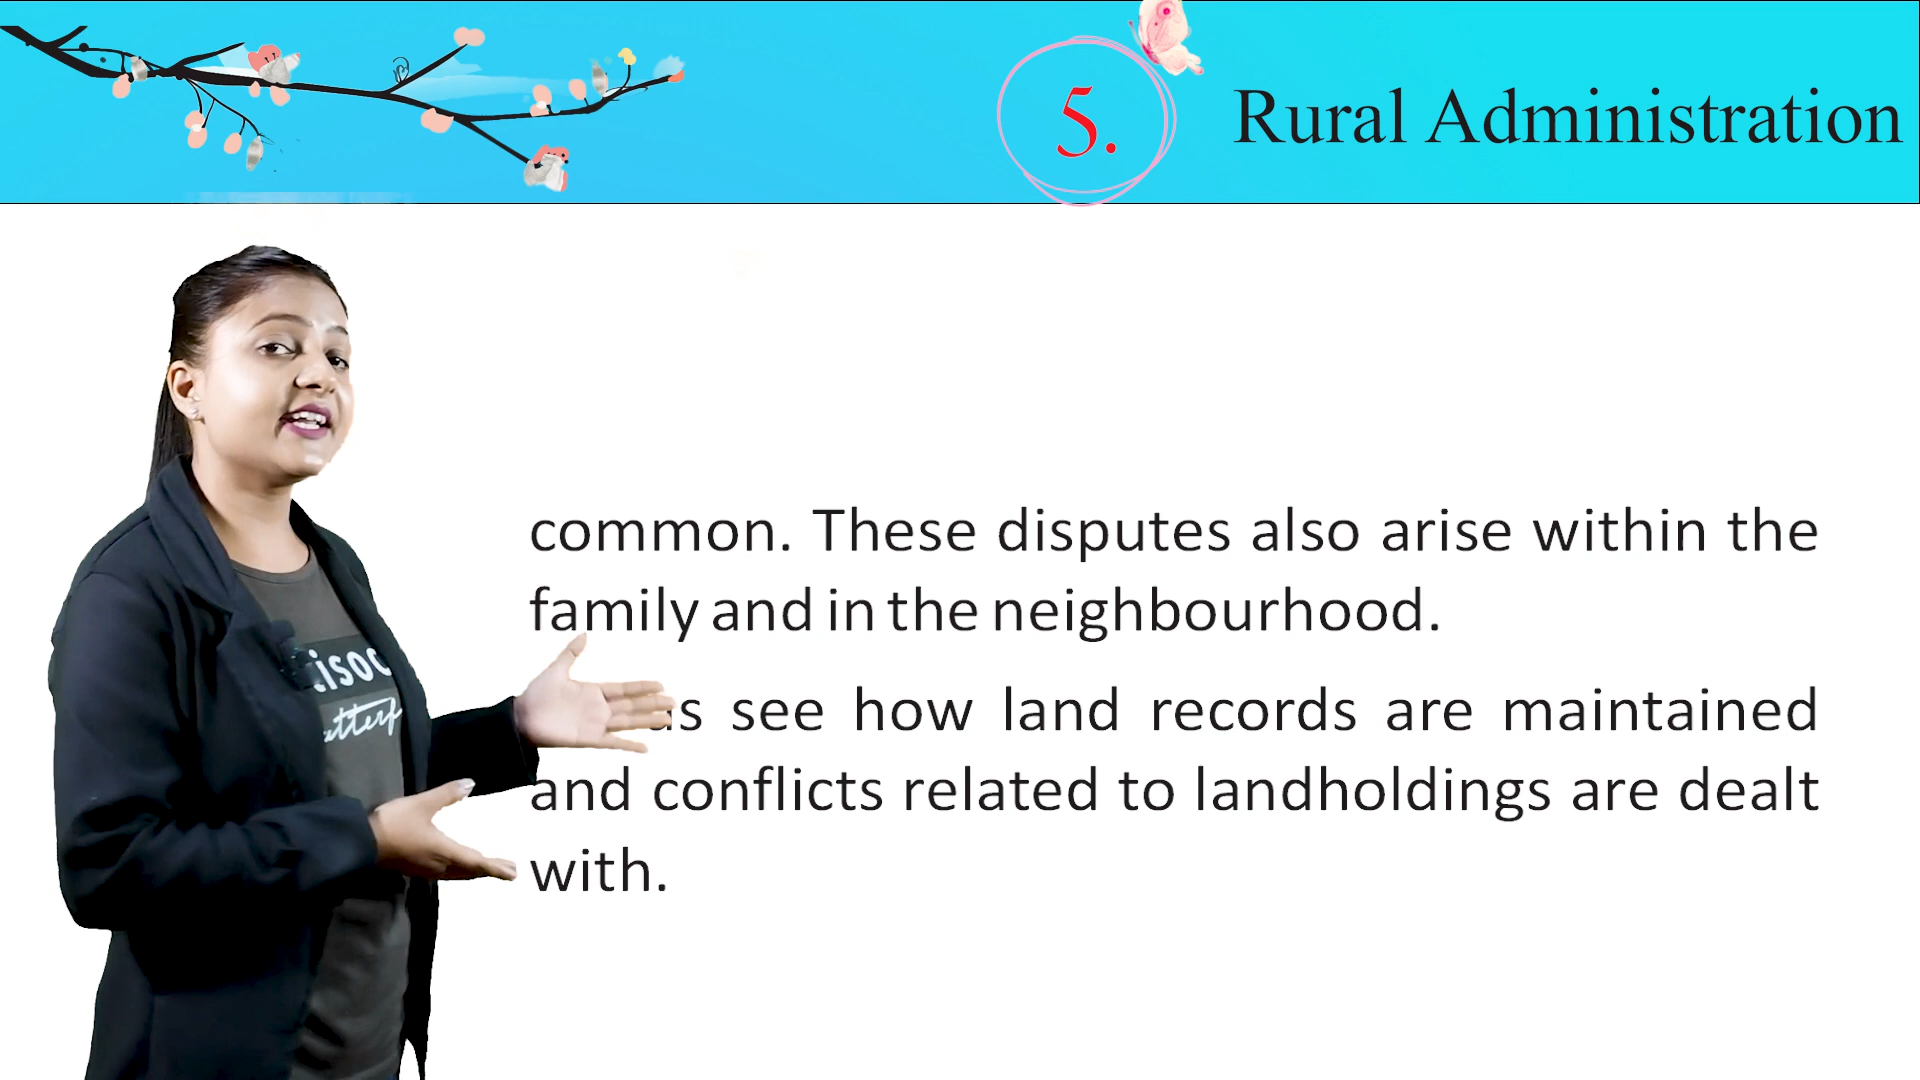 5. Rural Administration
common. These disputes also arise within the
family and in the neighbourhood.
see how land records are maintained
and conflicts related to landholdings are dealt
with.